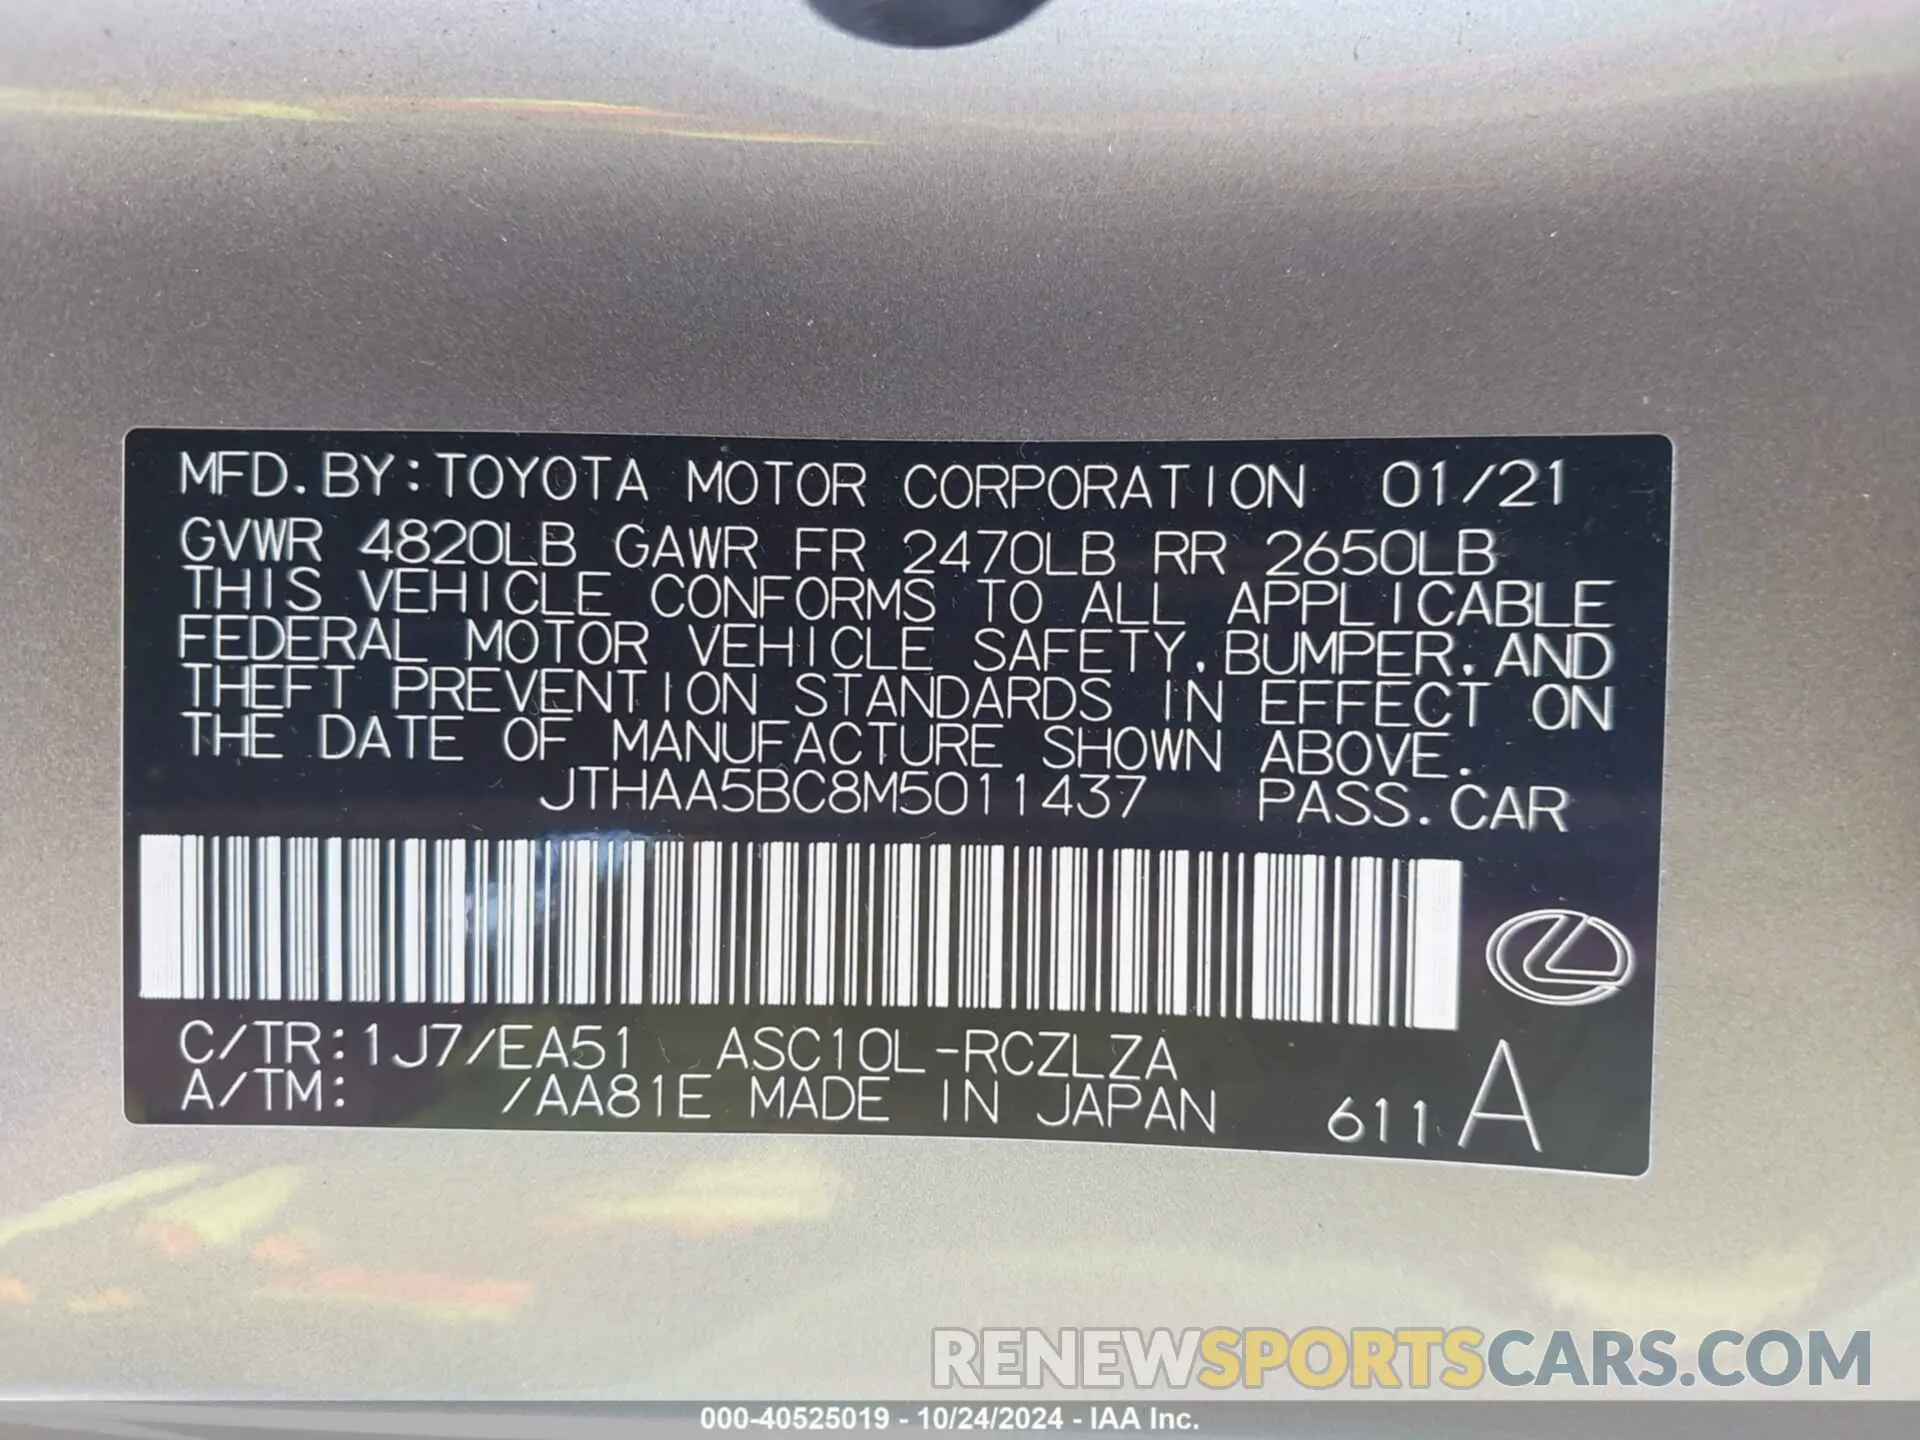 MFD.BY:TOYOTA MOTOR CORPORATION 01/21
GVWR 4820LB GAWR FR 2470LB RR 2650LB
THIS VEHICLE CONFORMS TO ALL APPLICABLE
FEDERAL MOTOR VEHICLE SAFETY,BUMPER,AND
THEFT PREVENTION STANDARDS IN EFFECT ON
THE DATE OF MANUFACTURE SHOWN ABOVE.
JTHAA5BC8M5011437 PASS.CAR
C/TR:1J7/EA51 ASC10L-RCZLZA
A/TM: /AA81E MADE IN JAPAN 611 A
RENEWSPORTSCARS.COM
000-40525019 - 10/24/2024 - IAA Inc.